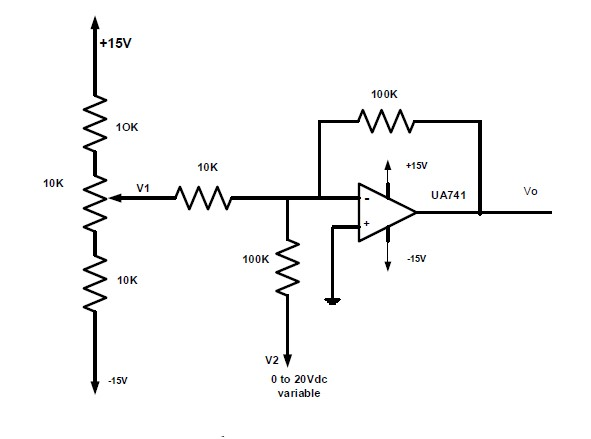 +15V
100K
1OK
+15V
10K
10K
V1
UA741
Vo
-
+
100K
-15V
10K
V2
-15V
0 to 20Vdc
variable